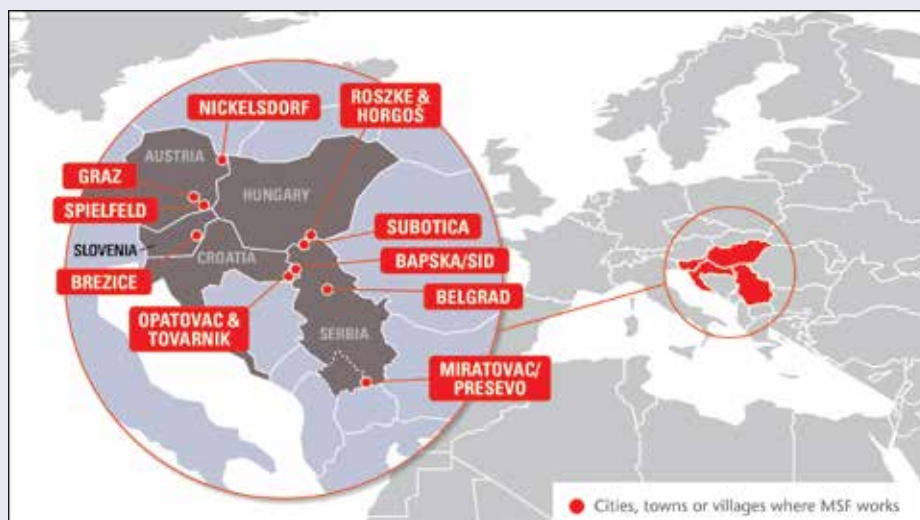 NICKELSDORF
ROSZKE &
HORGOŠ
AUSTRIA
GRAZ
HUNGARY
SPIELFELD
SUBOTICA
SLOVENIA
CROATIA
BAPSKA/SID
BREZICE
BELGRAD
OPATOVAC &
TOVARNIK
SERBIA
MIRATOVAC/
PRESEVO
Cities, towns or villages where MSF works